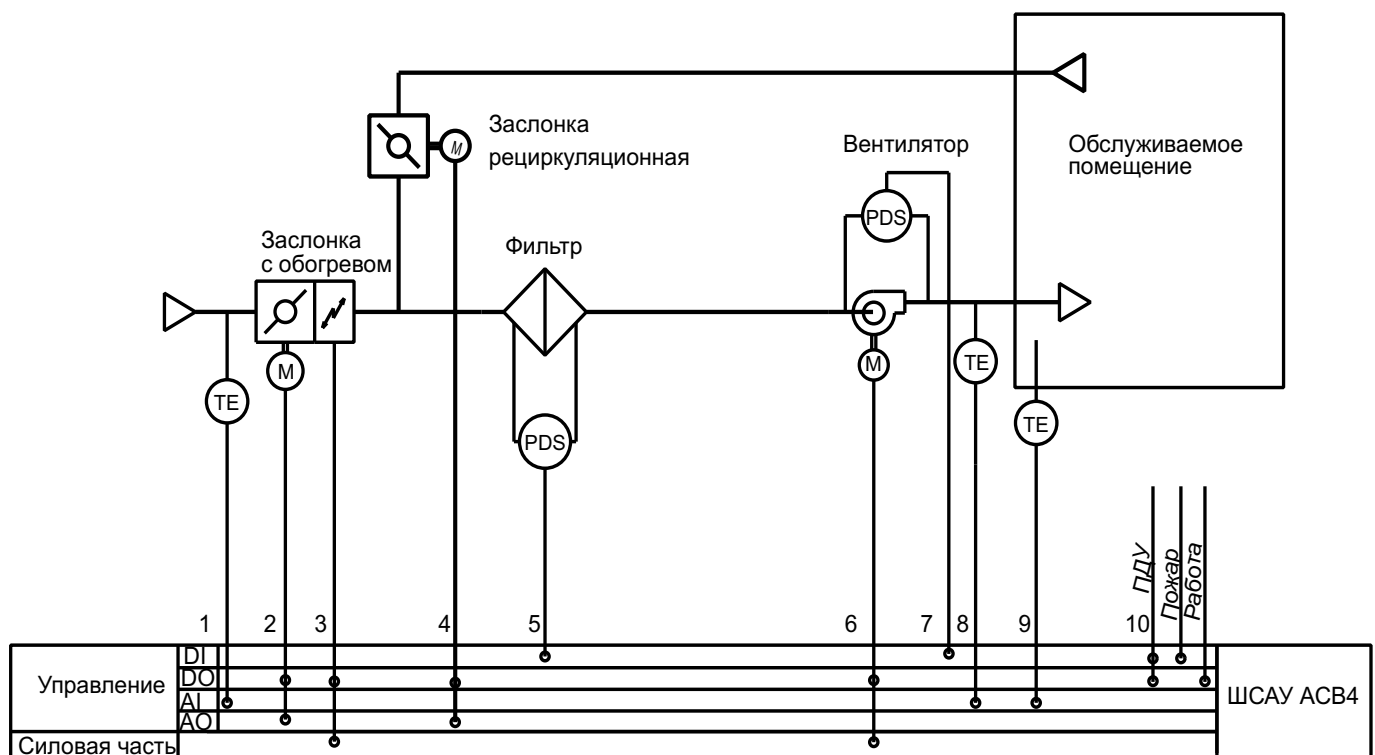 Заслонка
рециркуляционная
M
Вентилятор
Обслуживаемое
помещение
PDS
Заслонка
с обогревом
Фильтр
M
TE
PDS
M
TE
TE
ПДУ
Пожар
Работа
1 2 3 4 5 6 7 8 9 10
Управление
DI
DO
AI
AO
Силовая часть
ШСАУ АСВ4